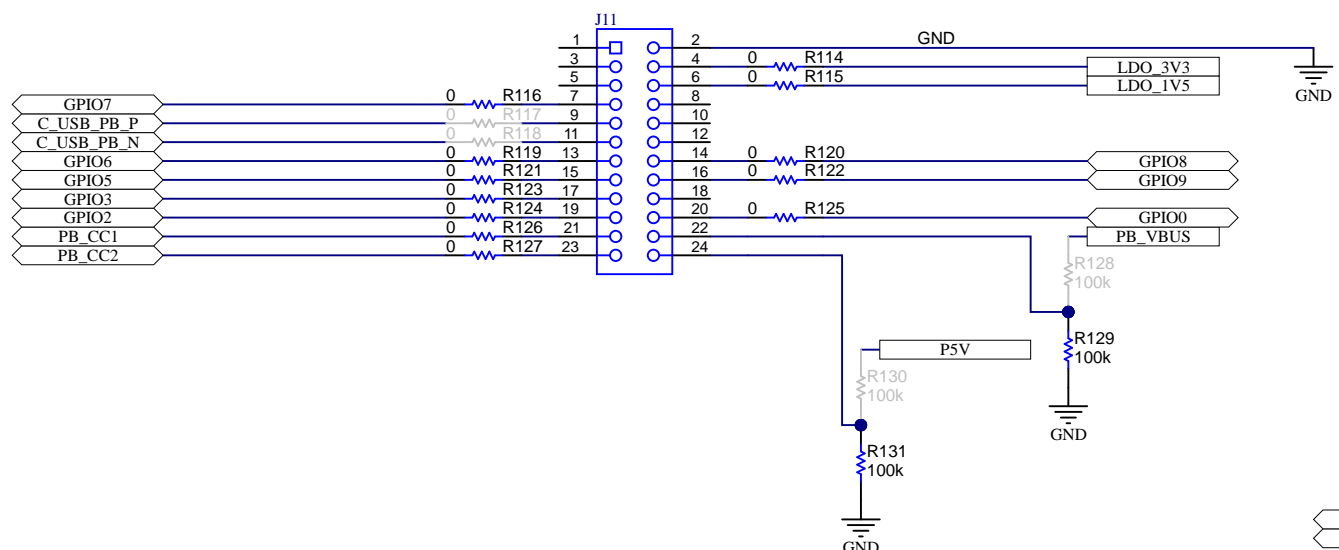 J11
1 2 GND
3 4 0 R114 LDO_3V3
5 6 0 R115 LDO_1V5
GND
GPIO7 0 R116 7 8
C_USB_PB_P 0 R117 9 10
C_USB_PB_N 0 R118 11 12
GPIO6 0 R119 13 14 0 R120 GPIO8
GPIO5 0 R121 15 16 0 R122 GPIO9
GPIO3 0 R123 17 18
GPIO2 0 R124 19 20 0 R125 GPIO0
PB_CC1 0 R126 21 22 PB_VBUS
PB_CC2 0 R127 23 24
R128
100k
R129
100k
P5V
R130
100k
GND
R131
100k
GND